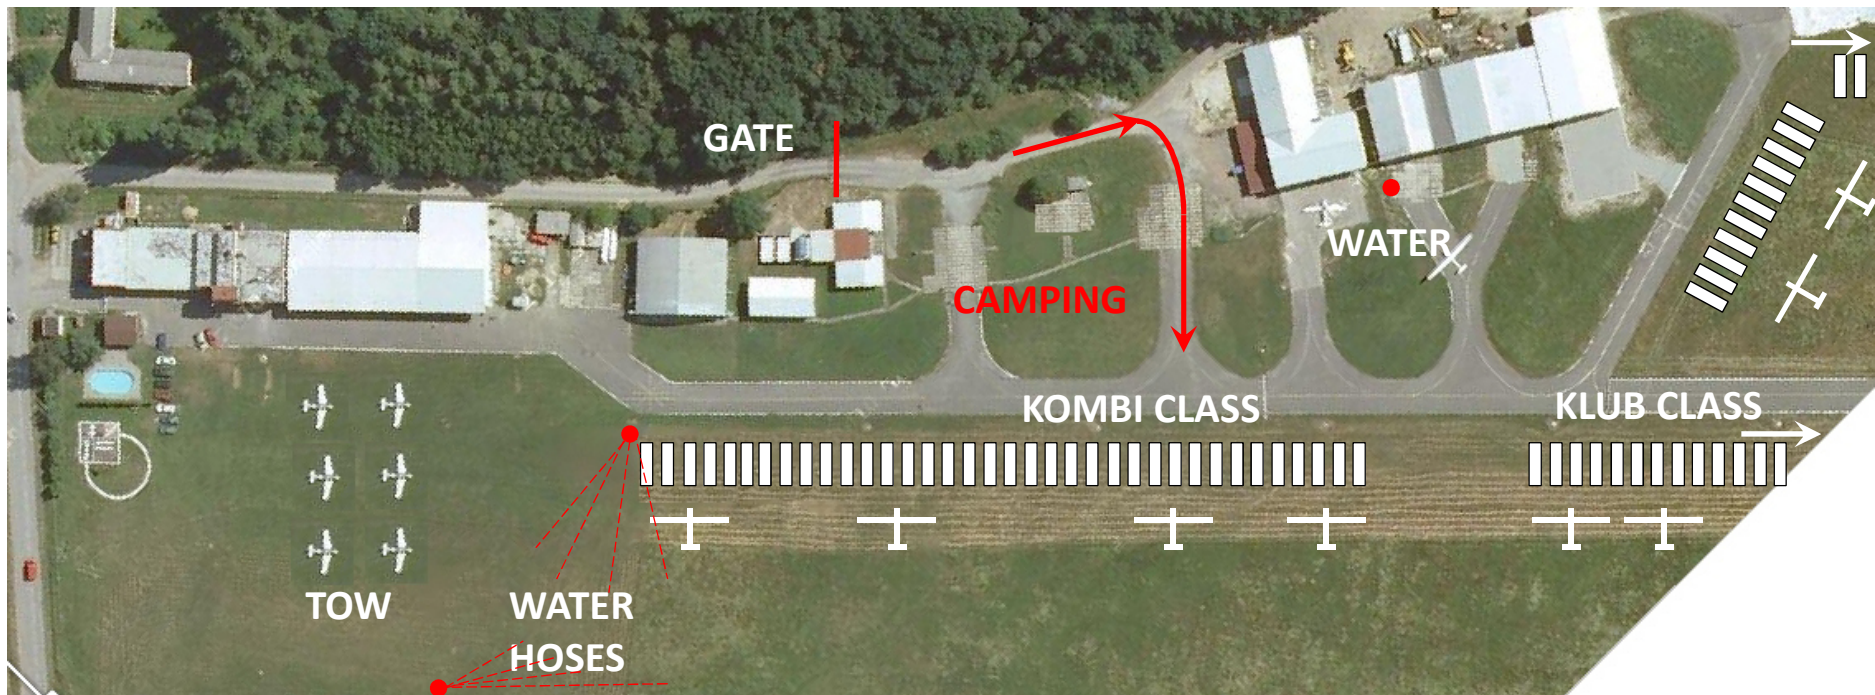 GATE
WATER
CAMPING
KOMBI CLASS
KLUB CLASS
TOW
WATER
HOSES